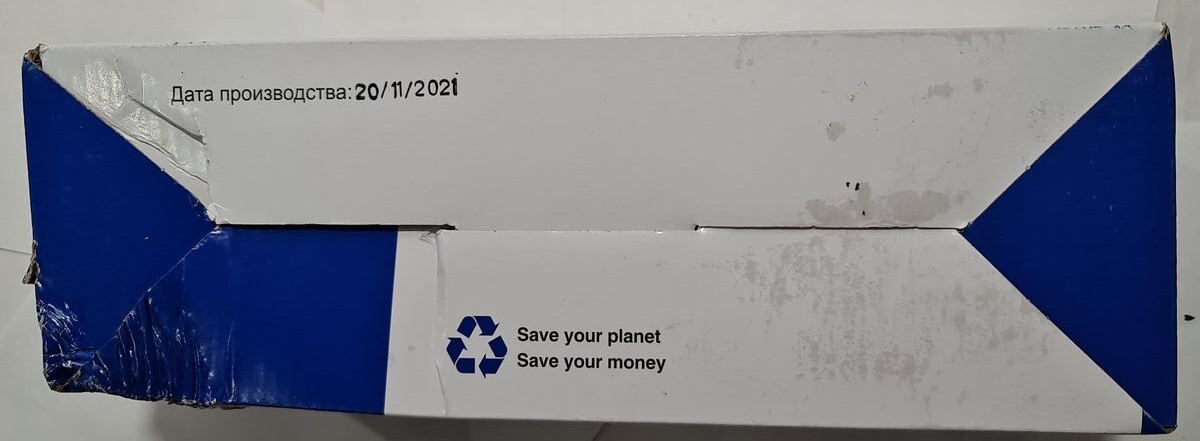 Дата производства: 20/11/2021
Save your planet
Save your money